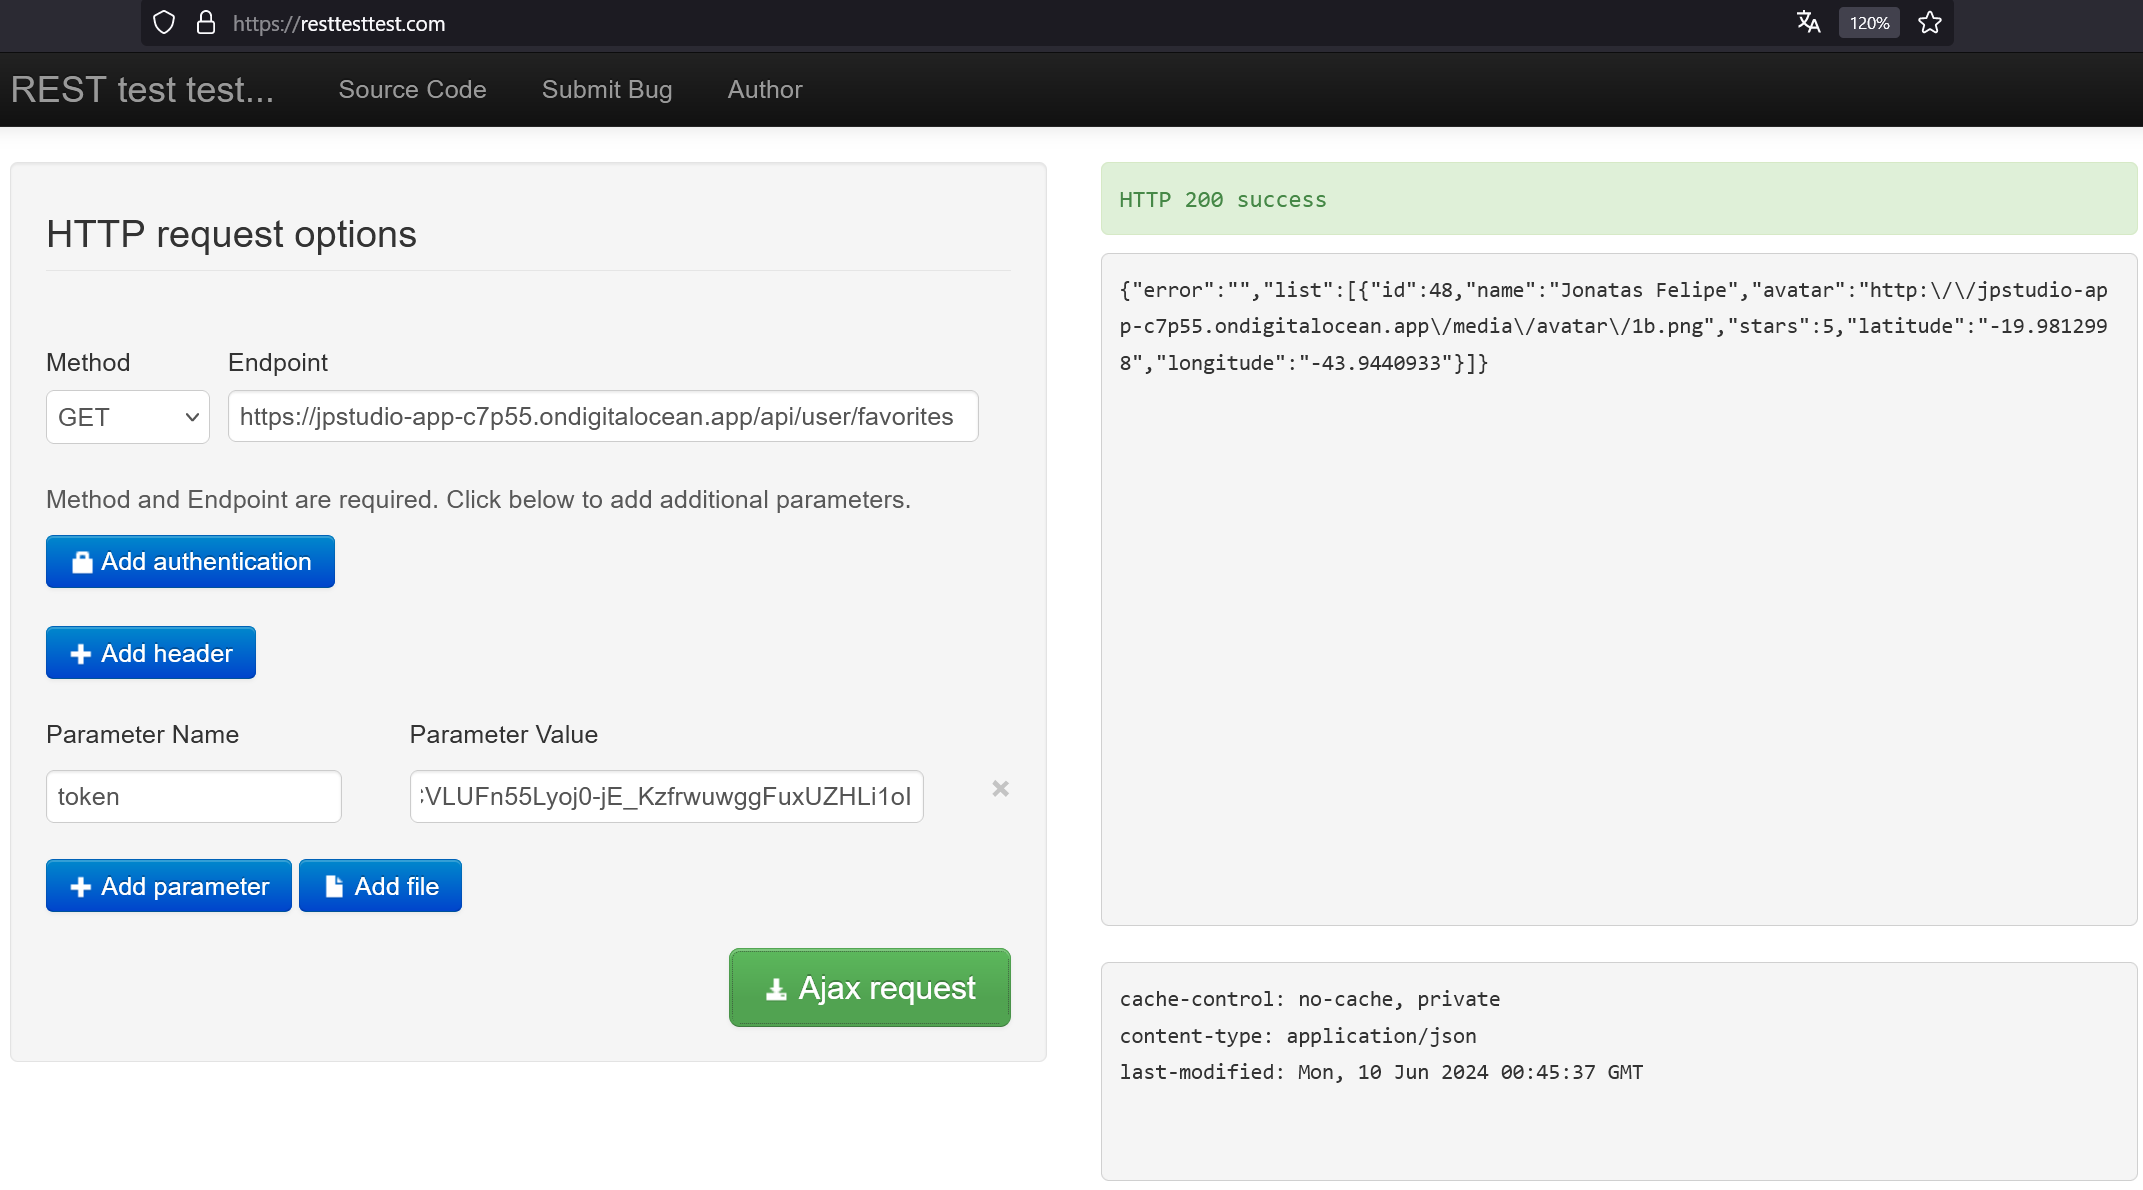 https://resttesttest.com
120%
REST test test...
Source Code
Submit Bug
Author
HTTP request options
Method
Endpoint
GET
https://jpstudio-app-c7p55.ondigitalocean.app/api/user/favorites
Method and Endpoint are required. Click below to add additional parameters.
Add authentication
Add header
Parameter Name
Parameter Value
token
VLUFn55Lyoj0-jE_KzfrwuwggFuxUZHLi1oI
Add parameter
Add file
Ajax request
HTTP 200 success
{"error":"","list":[{"id":48,"name":"Jonatas Felipe","avatar":"http:\/\/jpstudio-ap
p-c7p55.ondigitalocean.app\/media\/avatar\/1b.png","stars":5,"latitude":"-19.981299
8","longitude":"-43.9440933"}]}
cache-control: no-cache, private
content-type: application/json
last-modified: Mon, 10 Jun 2024 00:45:37 GMT